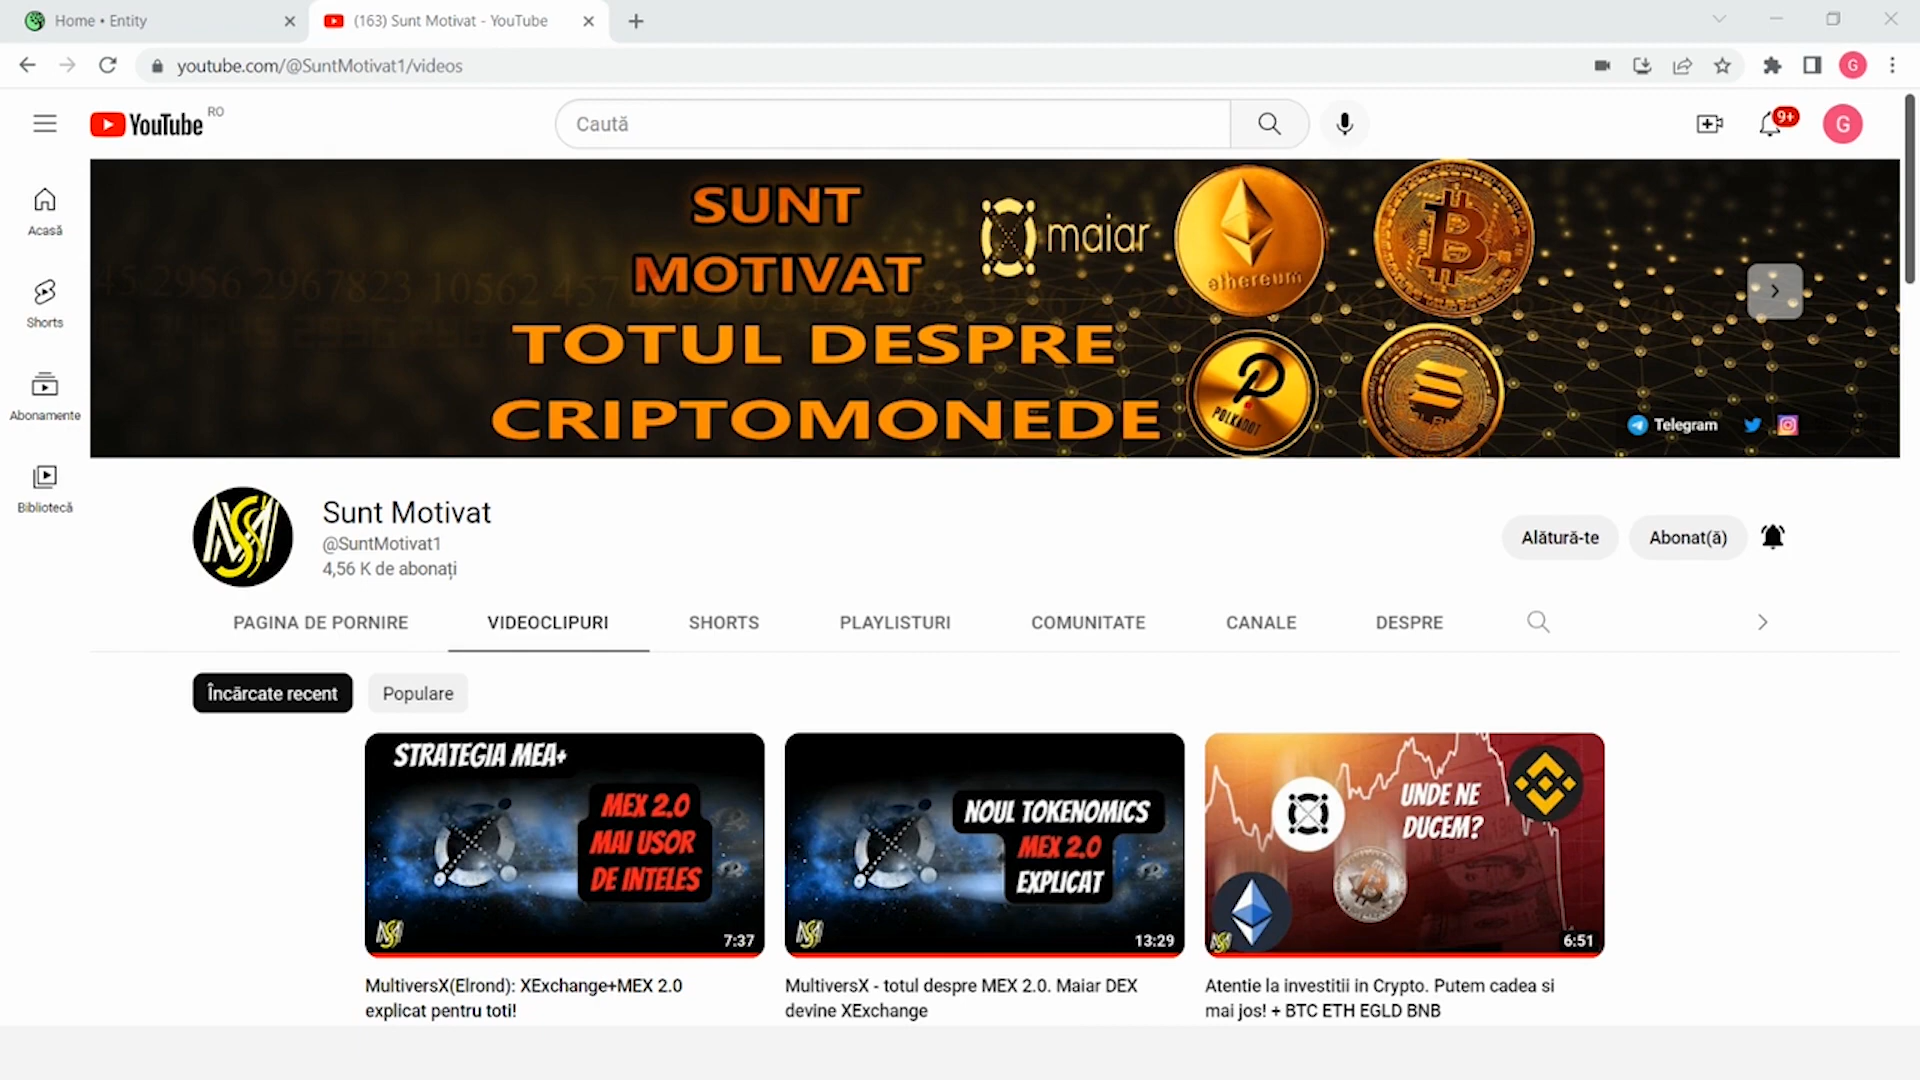 Home • Entity
(163) Sunt Motivat - YouTube
youtube.com/@SuntMotivat1/videos
G
YouTube RO
Caută
9+
G
Acasă
Shorts
Abonamente
Bibliotecă
SUNT
MOTIVAT
TOTUL DESPRE
CRIPTOMONEDE
maiar
ethereum
POLKADOT
Telegram
Sunt Motivat
@SuntMotivat1
4,56 K de abonați
Alătură-te
Abonat(ă)
PAGINA DE PORNIRE
VIDEOCLIPURI
SHORTS
PLAYLISTURI
COMUNITATE
CANALE
DESPRE
Încărcate recent
Populare
STRATEGIA MEA+
MEX 2.0
MAI USOR
DE INTELES
7:37
MultiversX(Elrond): XExchange+MEX 2.0
explicat pentru toti!
NOUL TOKENOMICS
MEX 2.0
EXPLICAT
13:29
MultiversX - totul despre MEX 2.0. Maiar DEX
devine XExchange
UNDE NE
DUCEM?
6:51
Atentie la investitii in Crypto. Putem cadea si
mai jos! + BTC ETH EGLD BNB